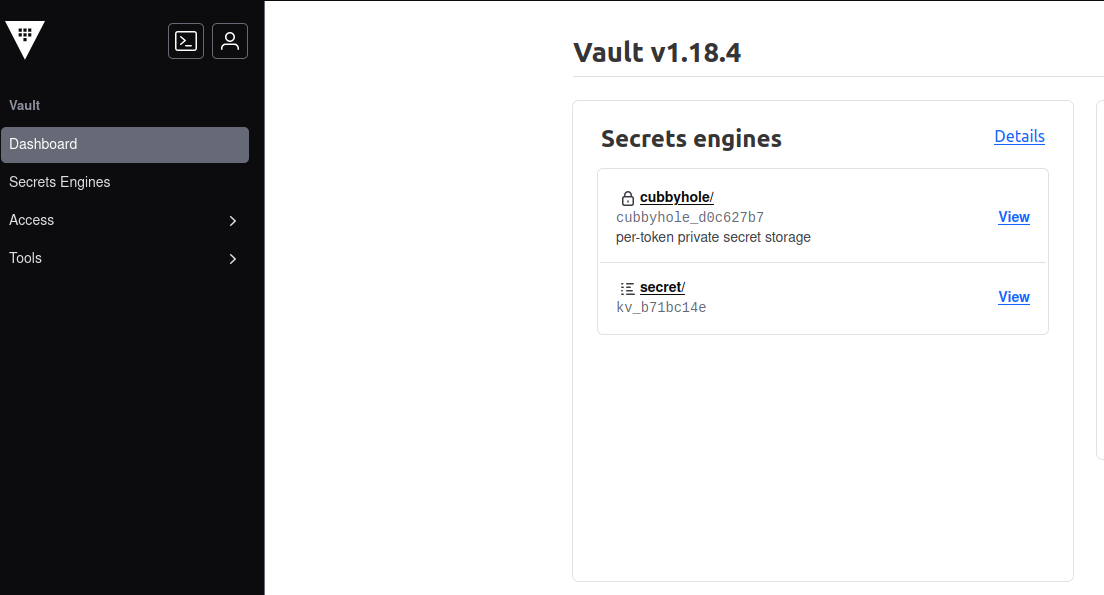 Vault
Dashboard
Secrets Engines
Access
Tools
Vault v1.18.4
Secrets engines
Details
cubbyhole/
cubbyhole_d0c627b7
per-token private secret storage
View
secret/
kv_b71bc14e
View